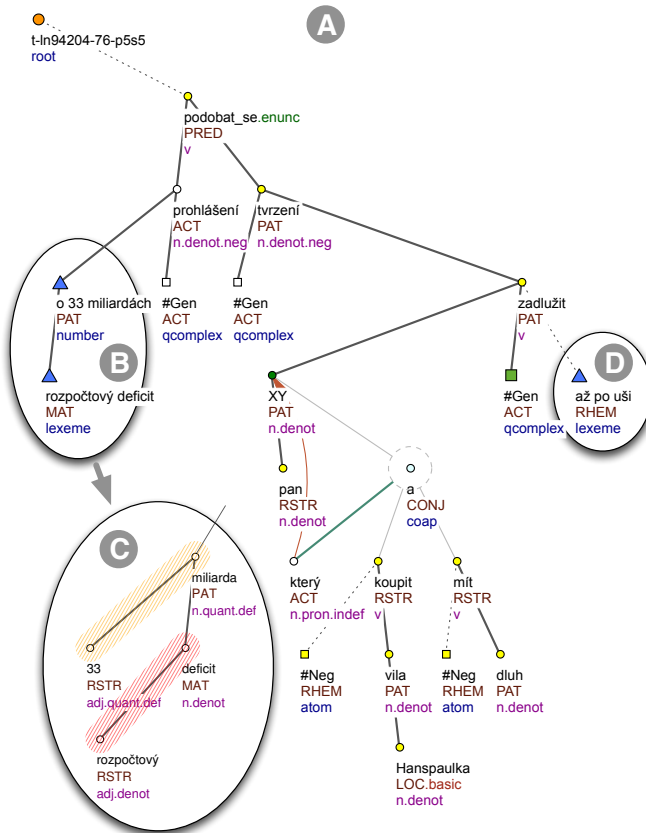 A
t-ln94204-76-p5s5
root
podobat_se.enunc
PRED
v
prohlášení
ACT
n.denot.neg
tvrzení
PAT
n.denot.neg
o 33 miliardách
PAT
number
#Gen
ACT
qcomplex
#Gen
ACT
qcomplex
zadlužit
PAT
v
B
D
rozpočtový deficit
MAT
lexeme
XY
PAT
n.denot
#Gen
ACT
qcomplex
až po uši
RHEM
lexeme
pan
RSTR
n.denot
a
CONJ
coap
C
miliarda
PAT
n.quant.def
který
ACT
n.pron.indef
koupit
RSTR
v
mít
RSTR
v
33
RSTR
adj.quant.def
deficit
MAT
n.denot
#Neg
RHEM
atom
vila
PAT
n.denot
#Neg
RHEM
atom
dluh
PAT
n.denot
rozpočtový
RSTR
adj.denot
Hanspaulka
LOC.basic
n.denot